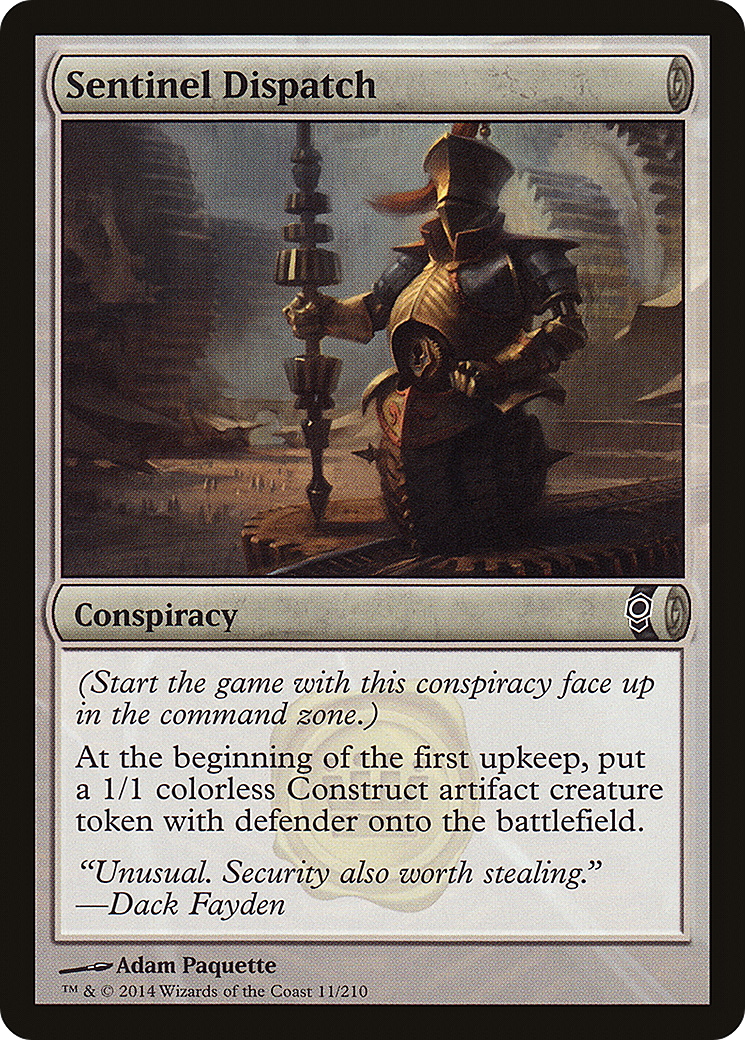 Sentinel Dispatch
Conspiracy
(Start the game with this conspiracy face up
in the command zone.)
At the beginning of the first upkeep, put
a 1/1 colorless Construct artifact creature
token with defender onto the battlefield.
“Unusual. Security also worth stealing.”
—Dack Fayden
Adam Paquette
™ & © 2014 Wizards of the Coast 11/210